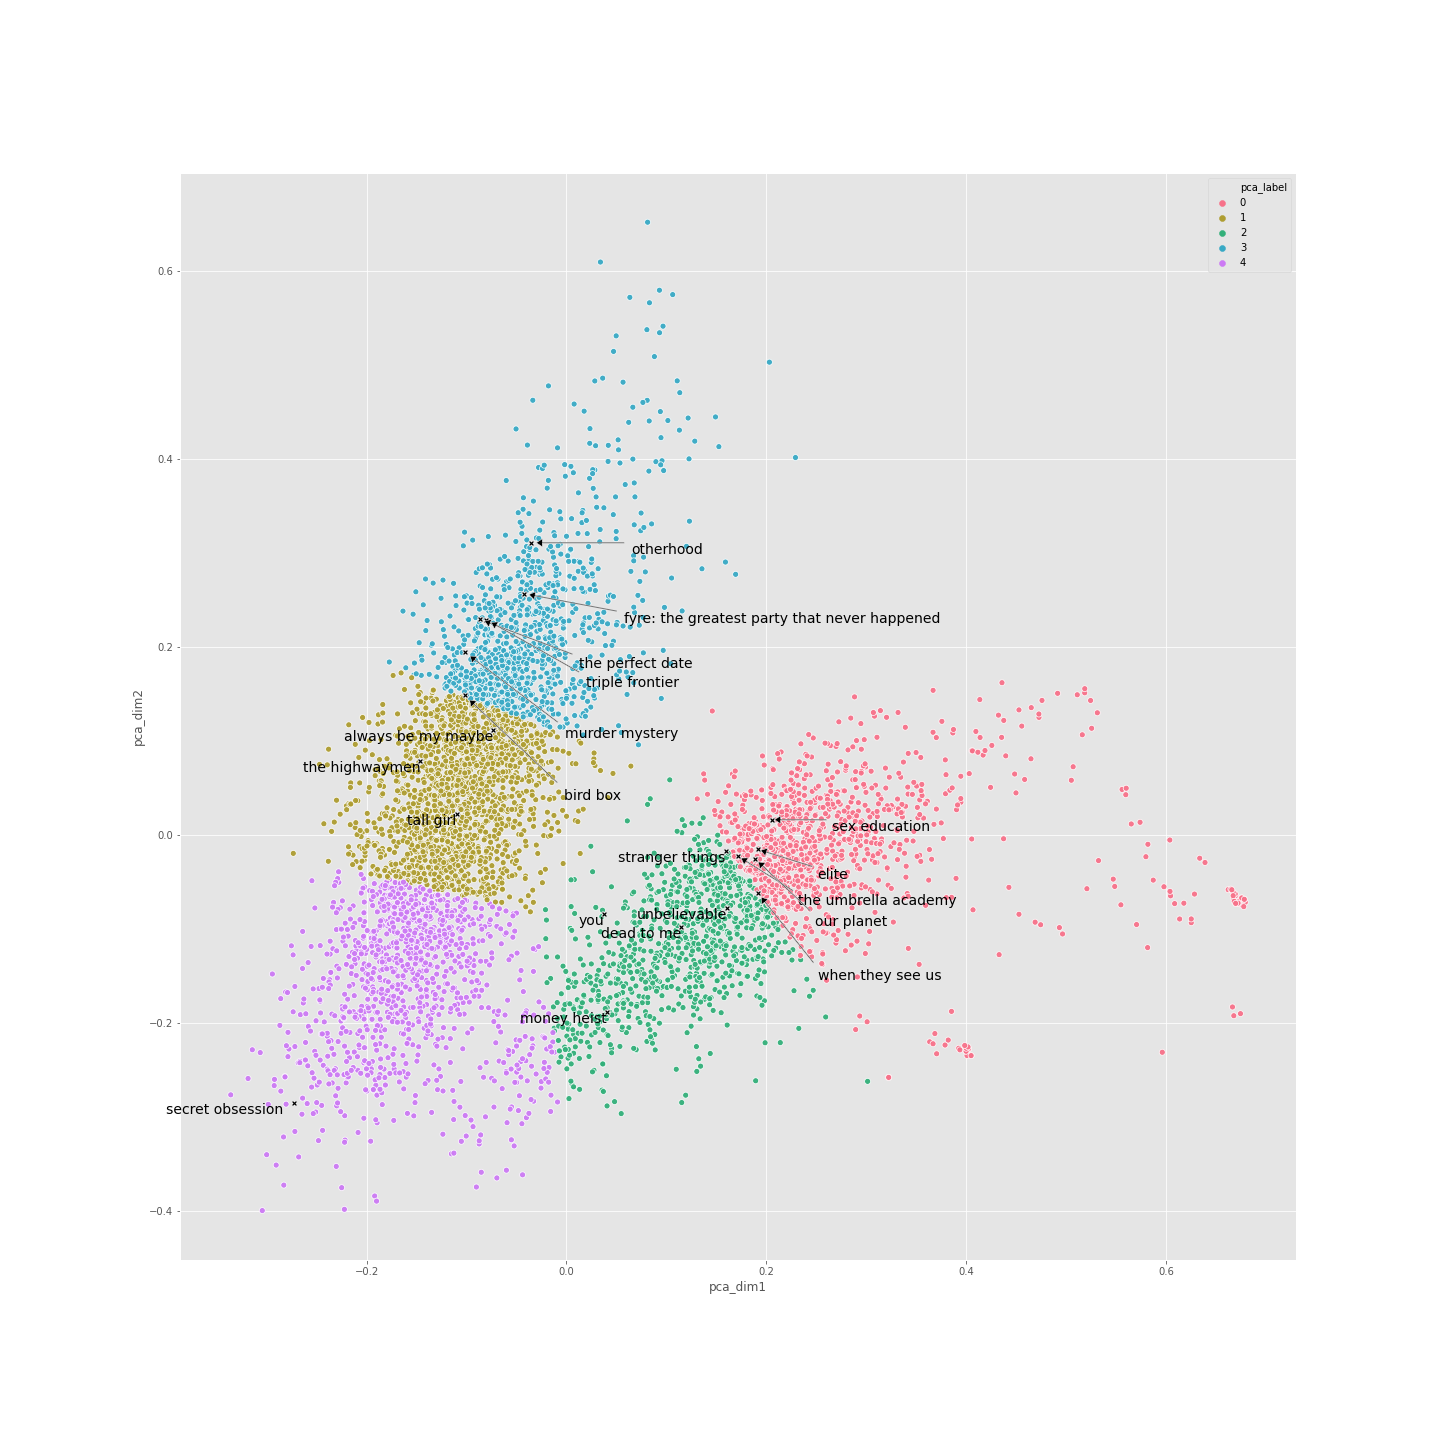 pca_label
0
1
2
3
4
0.6
0.4
0.2
0.0
−0.2
−0.4
pca_dim2
otherhood
fyre: the greatest party that never happened
the perfect date
triple frontier
murder mystery
always be my maybe
the highwaymen
bird box
tall girl
sex education
stranger things
elite
the umbrella academy
our planet
unbelievable
you
dead to me
when they see us
money heist
secret obsession
−0.2
0.0
0.2
0.4
0.6
pca_dim1